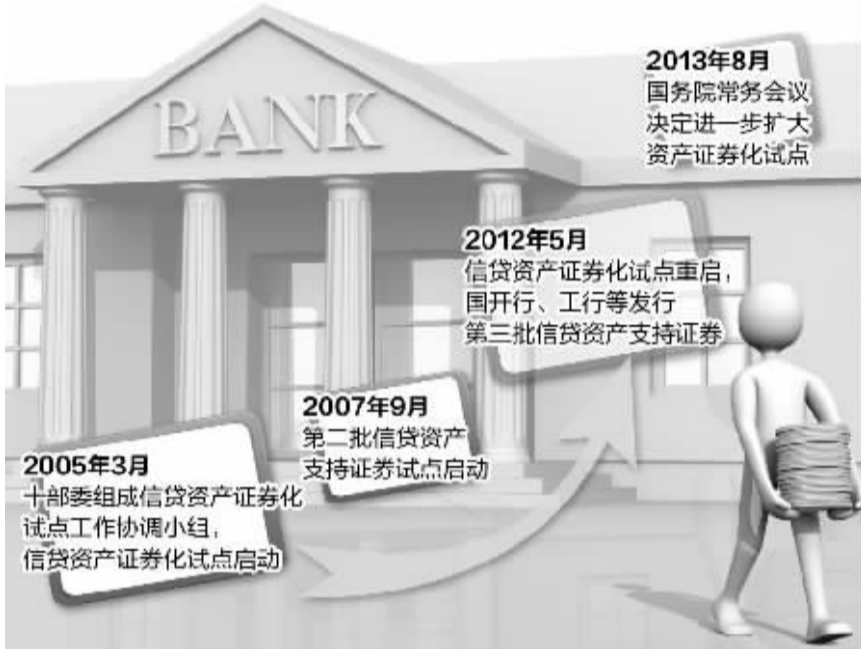 BANK
2013年8月
国务院常务会议
决定进一步扩大
资产证券化试点
2012年5月
信贷资产证券化试点重启，
国开行、工行等发行
第三批信贷资产支持证券
2007年9月
第二批信贷资产
支持证券试点启动
2005年3月
十部委组成信贷资产证券化
试点工作协调小组，
信贷资产证券化试点启动